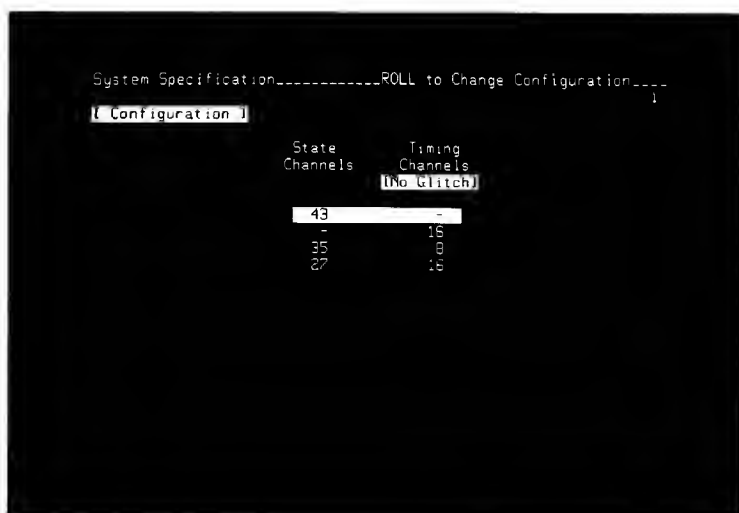 System Specification____________ROLL to Change Configuration____
1
[ Configuration ]
State Timing
Channels Channels
[No Glitch]
43 -
- 16
35 8
27 16